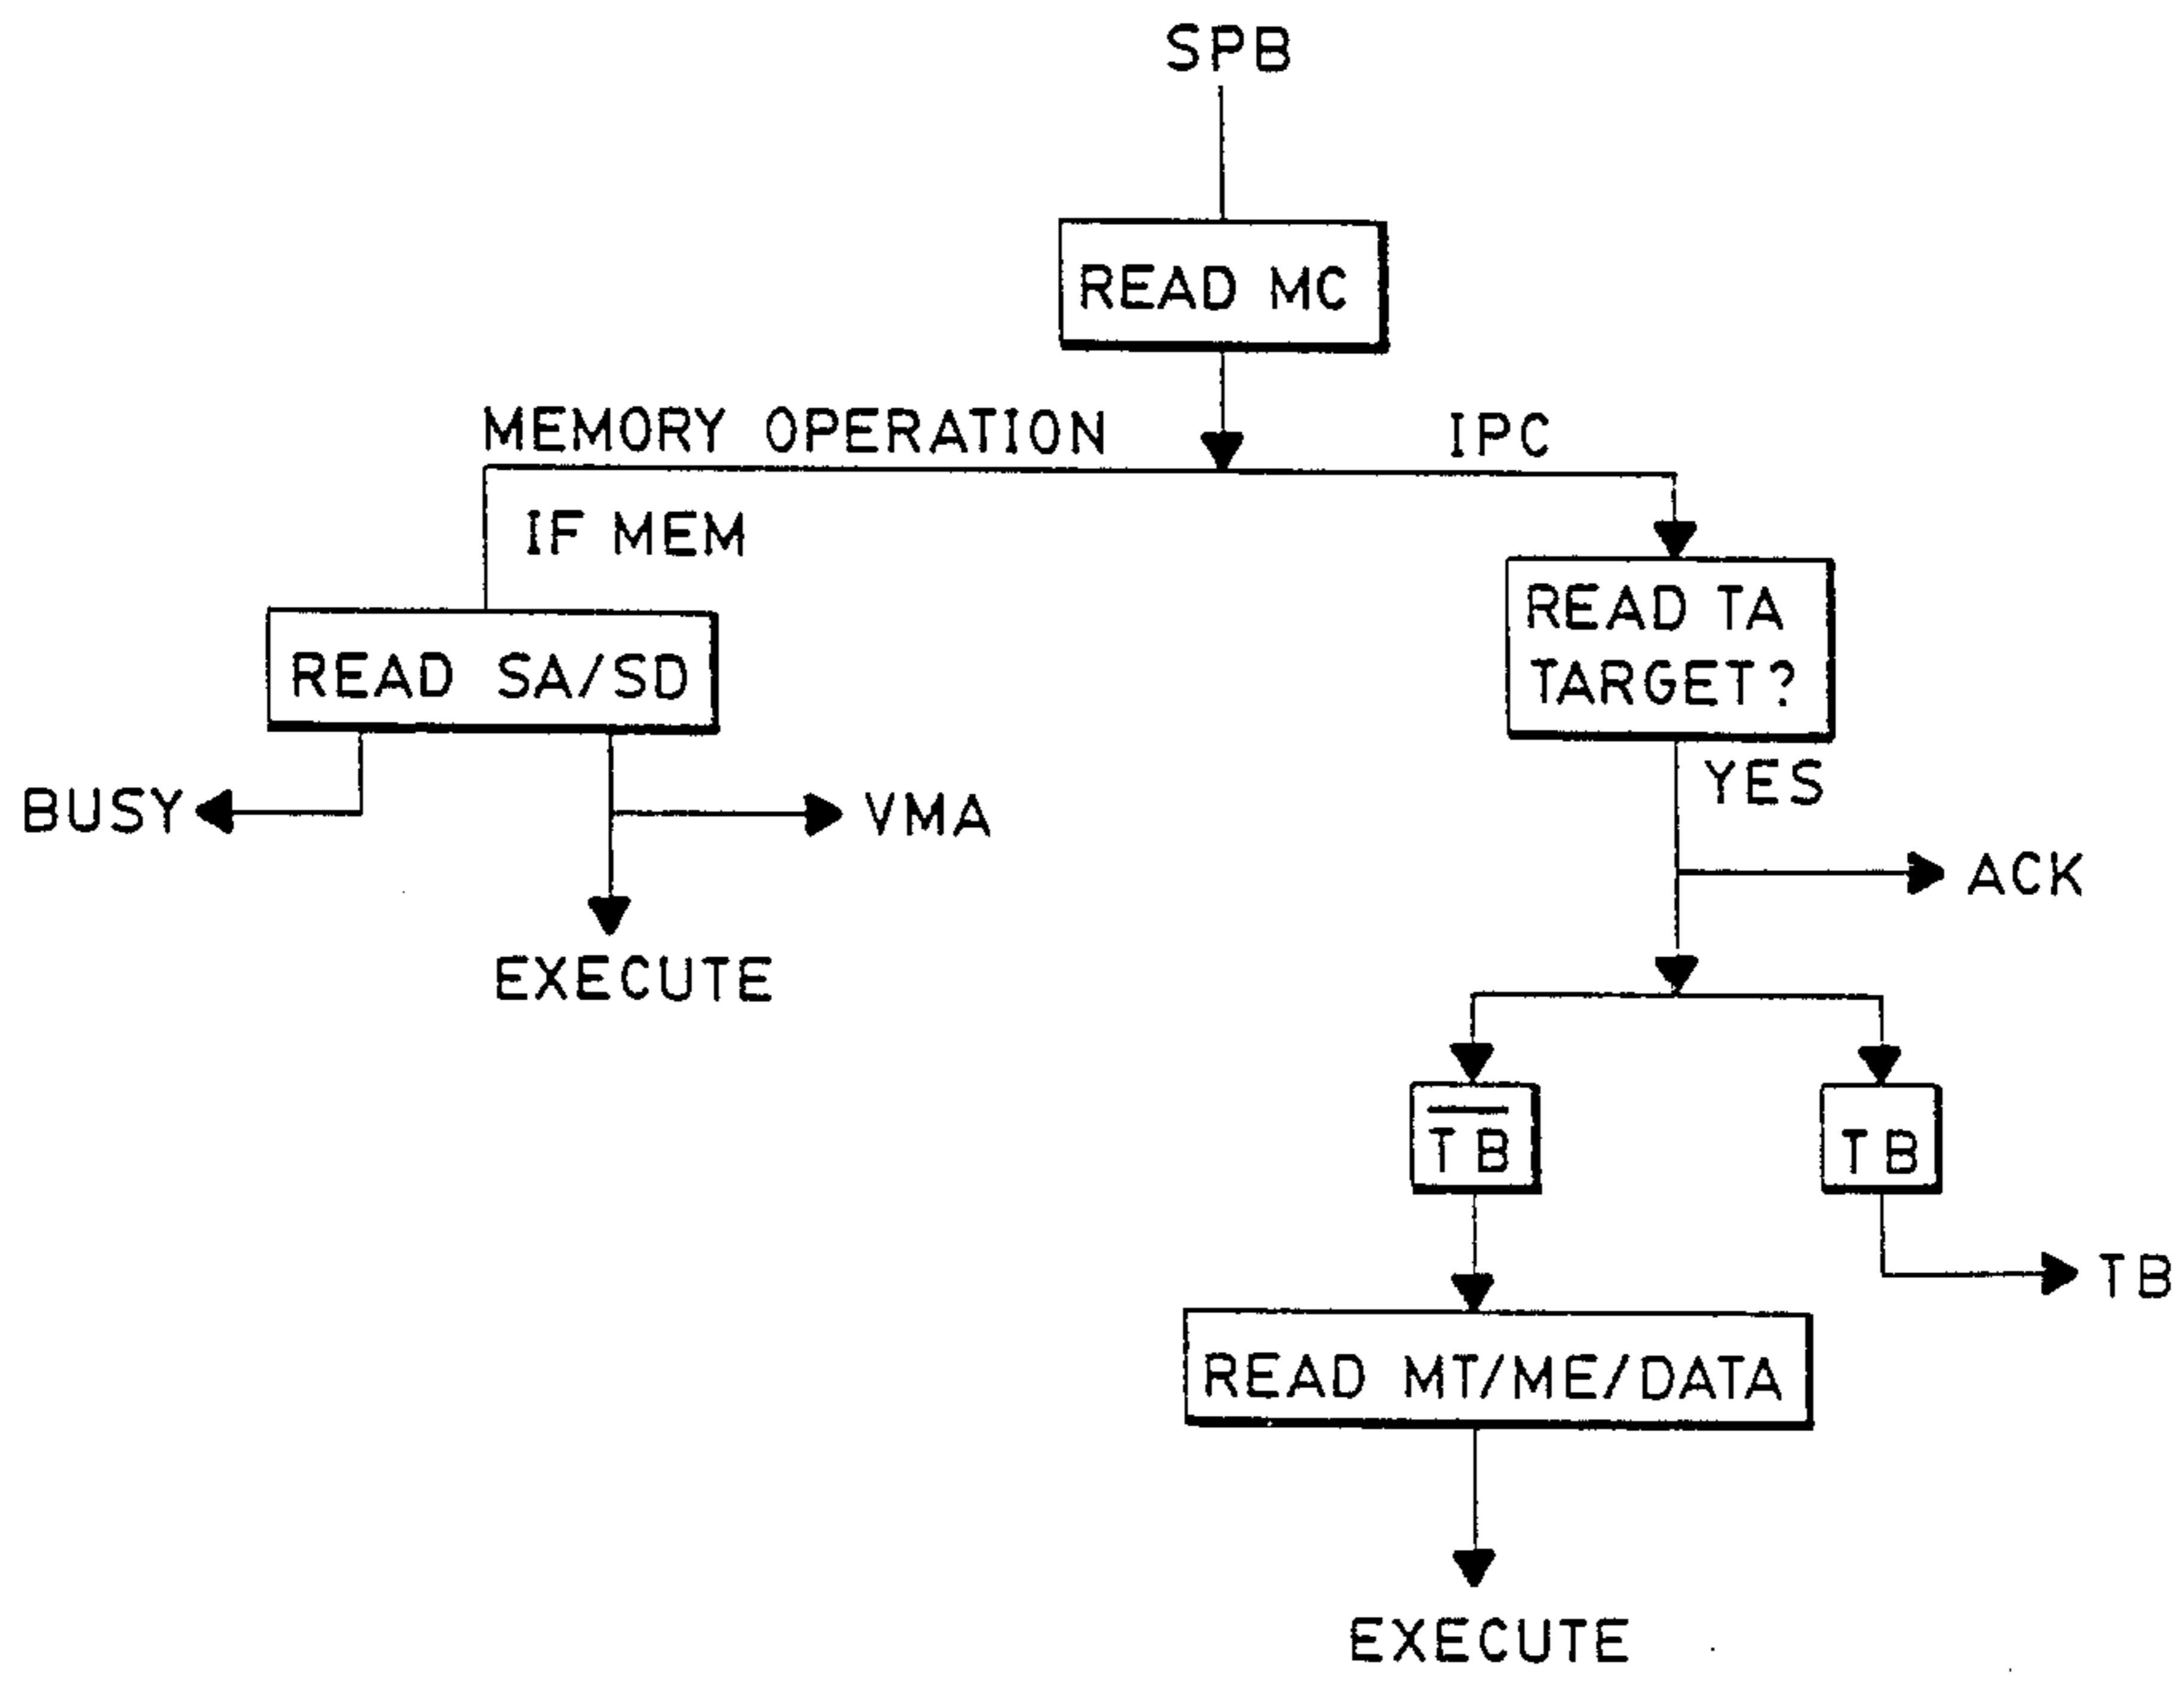 SPB
READ MC
MEMORY OPERATION
IPC
IF MEM
READ TA
TARGET?
READ SA/SD
YES
BUSY
VMA
ACK
EXECUTE
T̅B̅
TB
TB
READ MT/ME/DATA
EXECUTE